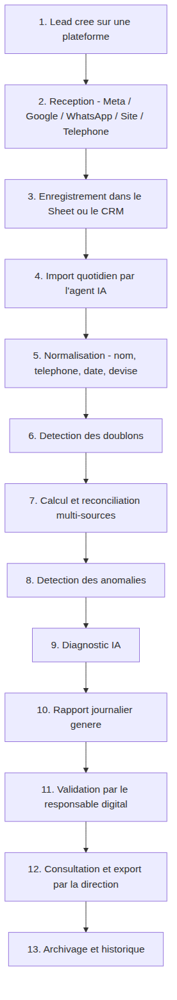 1. Lead cree sur une
plateforme
2. Reception - Meta /
Google / WhatsApp / Site /
Telephone
3. Enregistrement dans le
Sheet ou le CRM
4. Import quotidien par
l'agent IA
5. Normalisation - nom,
telephone, date, devise
6. Detection des doublons
7. Calcul et reconciliation
multi-sources
8. Detection des anomalies
9. Diagnostic IA
10. Rapport journalier
genere
11. Validation par le
responsable digital
12. Consultation et export
par la direction
13. Archivage et historique